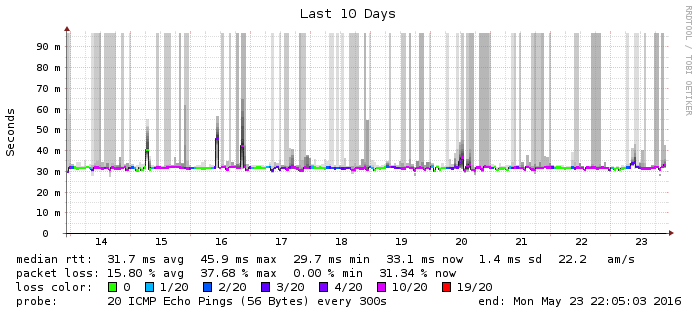 Last 10 Days
RRDTOOL / TOBI OETIKER
Seconds
90 m
80 m
70 m
60 m
50 m
40 m
30 m
20 m
10 m
0
14 15 16 17 18 19 20 21 22 23
median rtt: 31.7 ms avg 45.9 ms max 29.7 ms min 33.1 ms now 1.4 ms sd 22.2 am/s
packet loss: 15.80 % avg 37.68 % max 0.00 % min 31.34 % now
loss color: 0 1/20 2/20 3/20 4/20 10/20 19/20
probe: 20 ICMP Echo Pings (56 Bytes) every 300s end: Mon May 23 22:05:03 2016